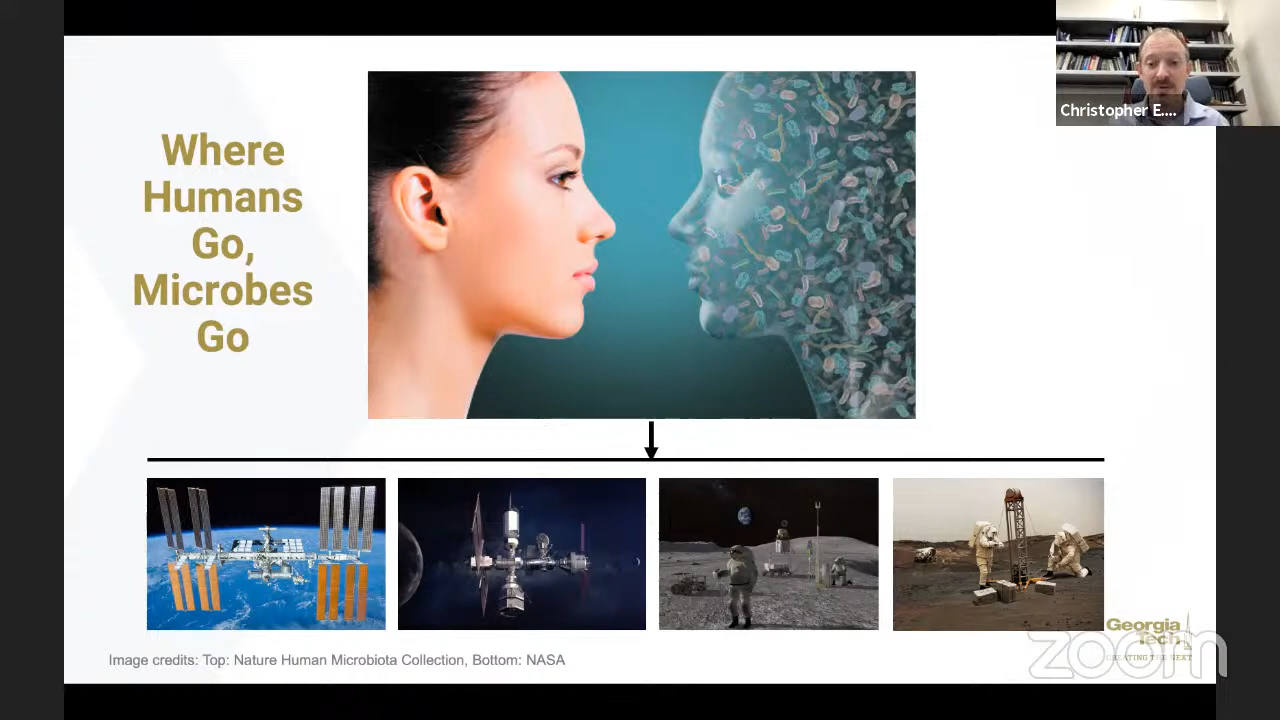 Christopher E....
Where
Humans
Go,
Microbes
Go
Image credits: Top: Nature Human Microbiota Collection, Bottom: NASA
Georgia
Tech
CREATING THE NEXT
zoom